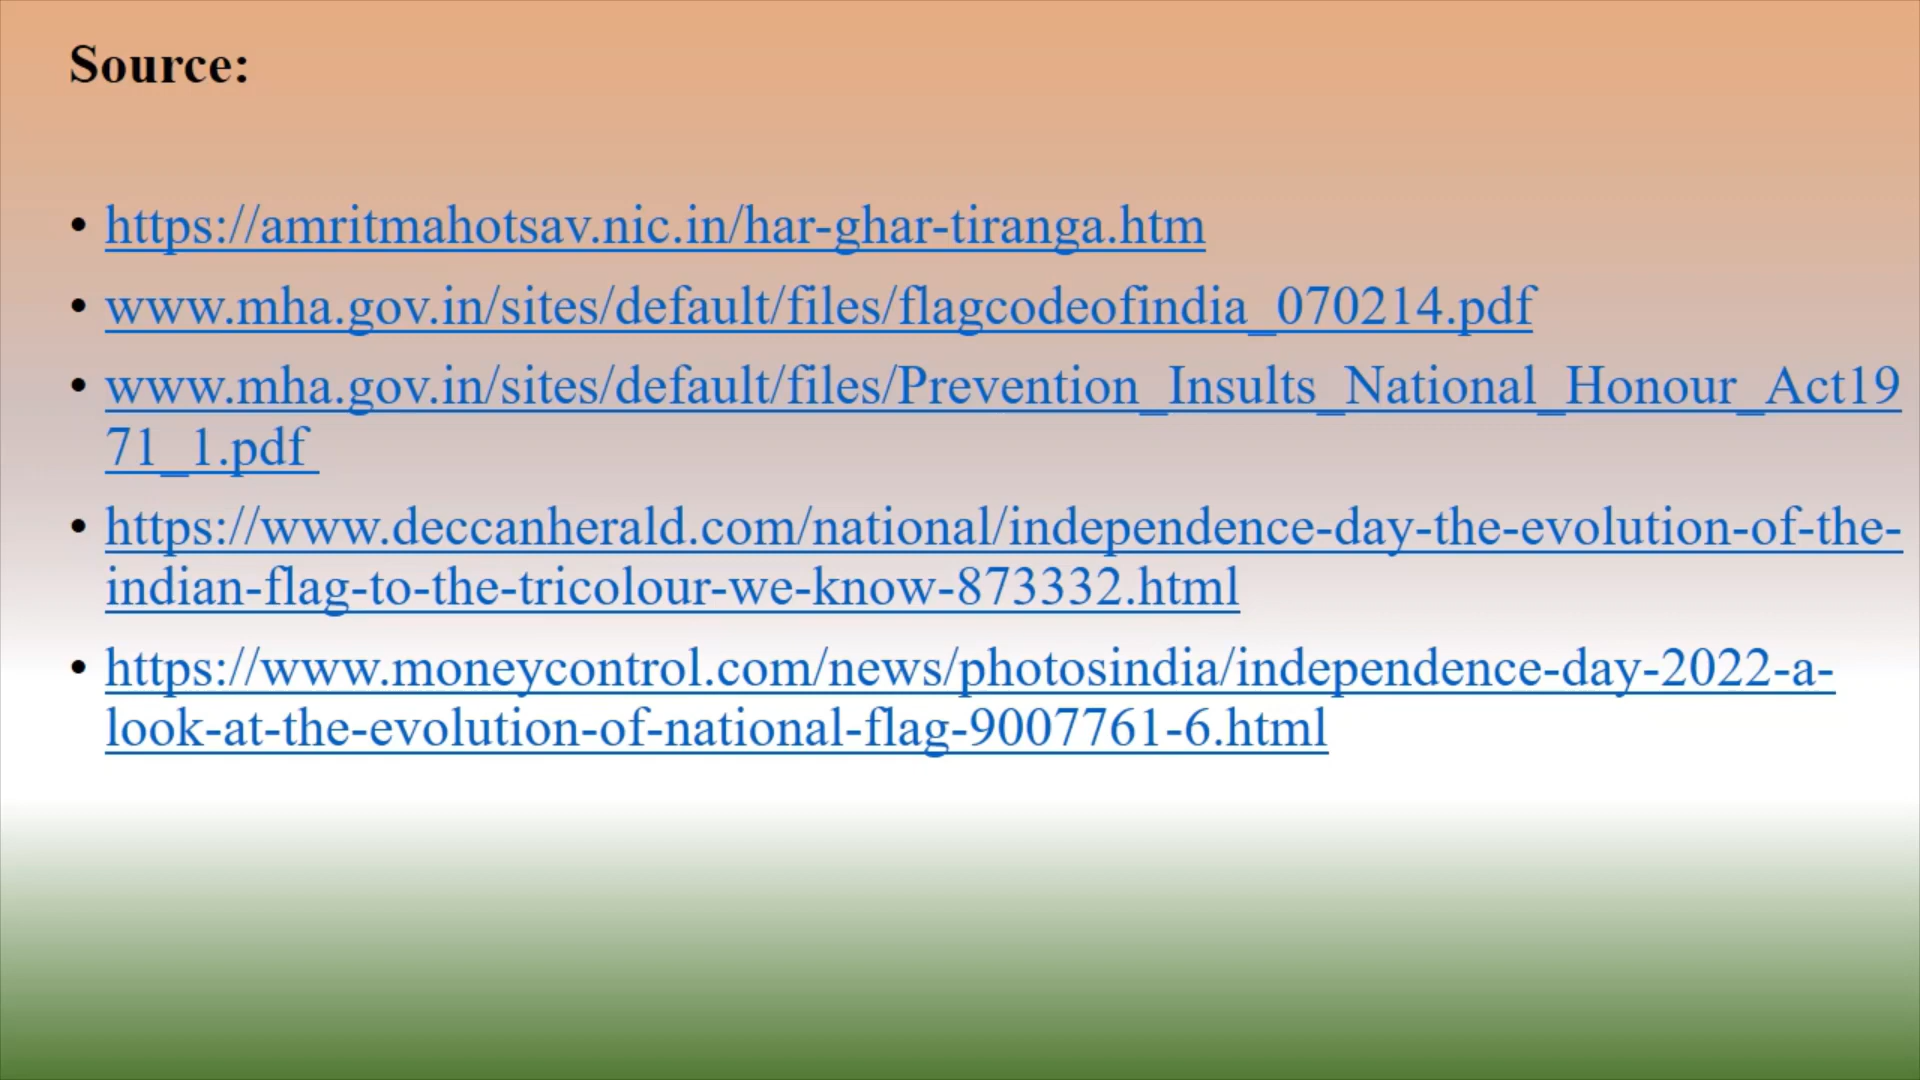 Source:
• https://amritmahotsav.nic.in/har-ghar-tiranga.htm
• www.mha.gov.in/sites/default/files/flagcodeofindia_070214.pdf
• www.mha.gov.in/sites/default/files/Prevention_Insults_National_Honour_Act19
71_1.pdf
• https://www.deccanherald.com/national/independence-day-the-evolution-of-the-
indian-flag-to-the-tricolour-we-know-873332.html
• https://www.moneycontrol.com/news/photosindia/independence-day-2022-a-
look-at-the-evolution-of-national-flag-9007761-6.html